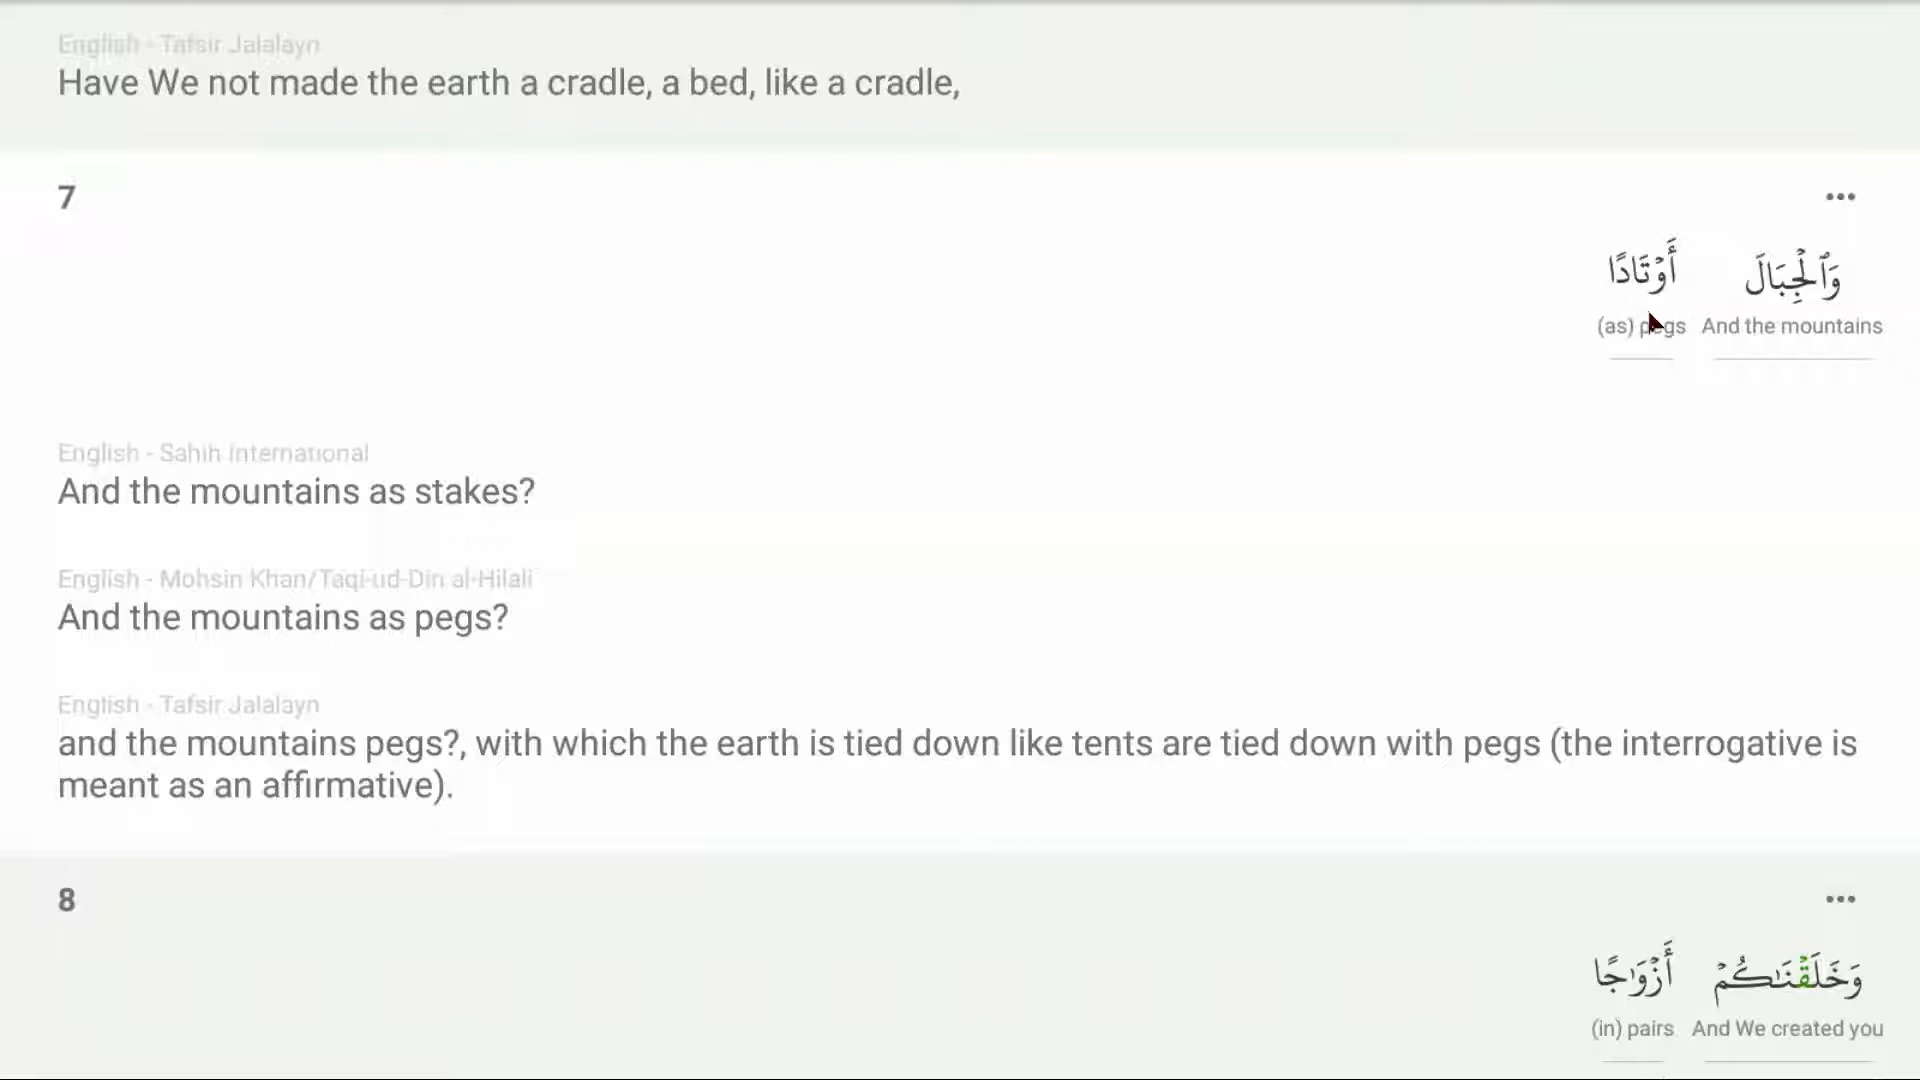 English - Tafsir Jalalayn
Have We not made the earth a cradle, a bed, like a cradle,
7
وَٱلْجِبَالَ أَوْتَادًا
And the mountains (as) pegs
English - Sahih International
And the mountains as stakes?
English - Mohsin Khan/Taqi-ud-Din al-Hilali
And the mountains as pegs?
English - Tafsir Jalalayn
and the mountains pegs?, with which the earth is tied down like tents are tied down with pegs (the interrogative is
meant as an affirmative).
8
وَخَلَقْنَـٰكُمْ أَزْوَٰجًا
And We created you (in) pairs